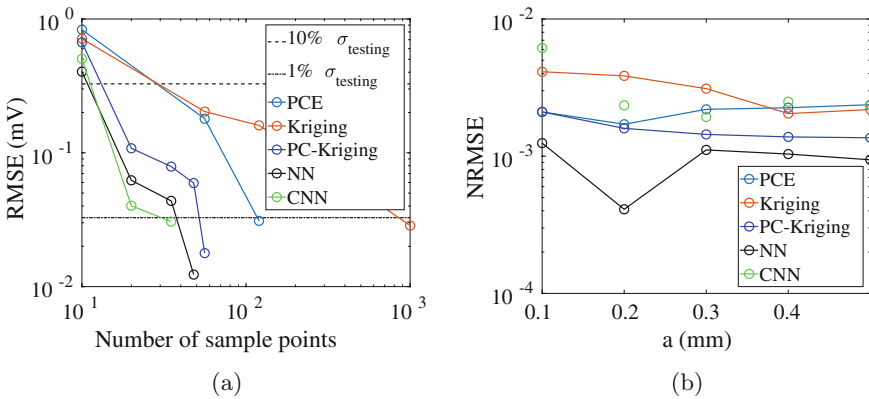 10^0
10^-1
10^-2
RMSE (mV)
10^1
10^2
10^3
Number of sample points
10% σ_testing
1% σ_testing
PCE
Kriging
PC-Kriging
NN
CNN
(a)
10^-2
10^-3
10^-4
NRMSE
0.1
0.2
0.3
0.4
a (mm)
PCE
Kriging
PC-Kriging
NN
CNN
(b)